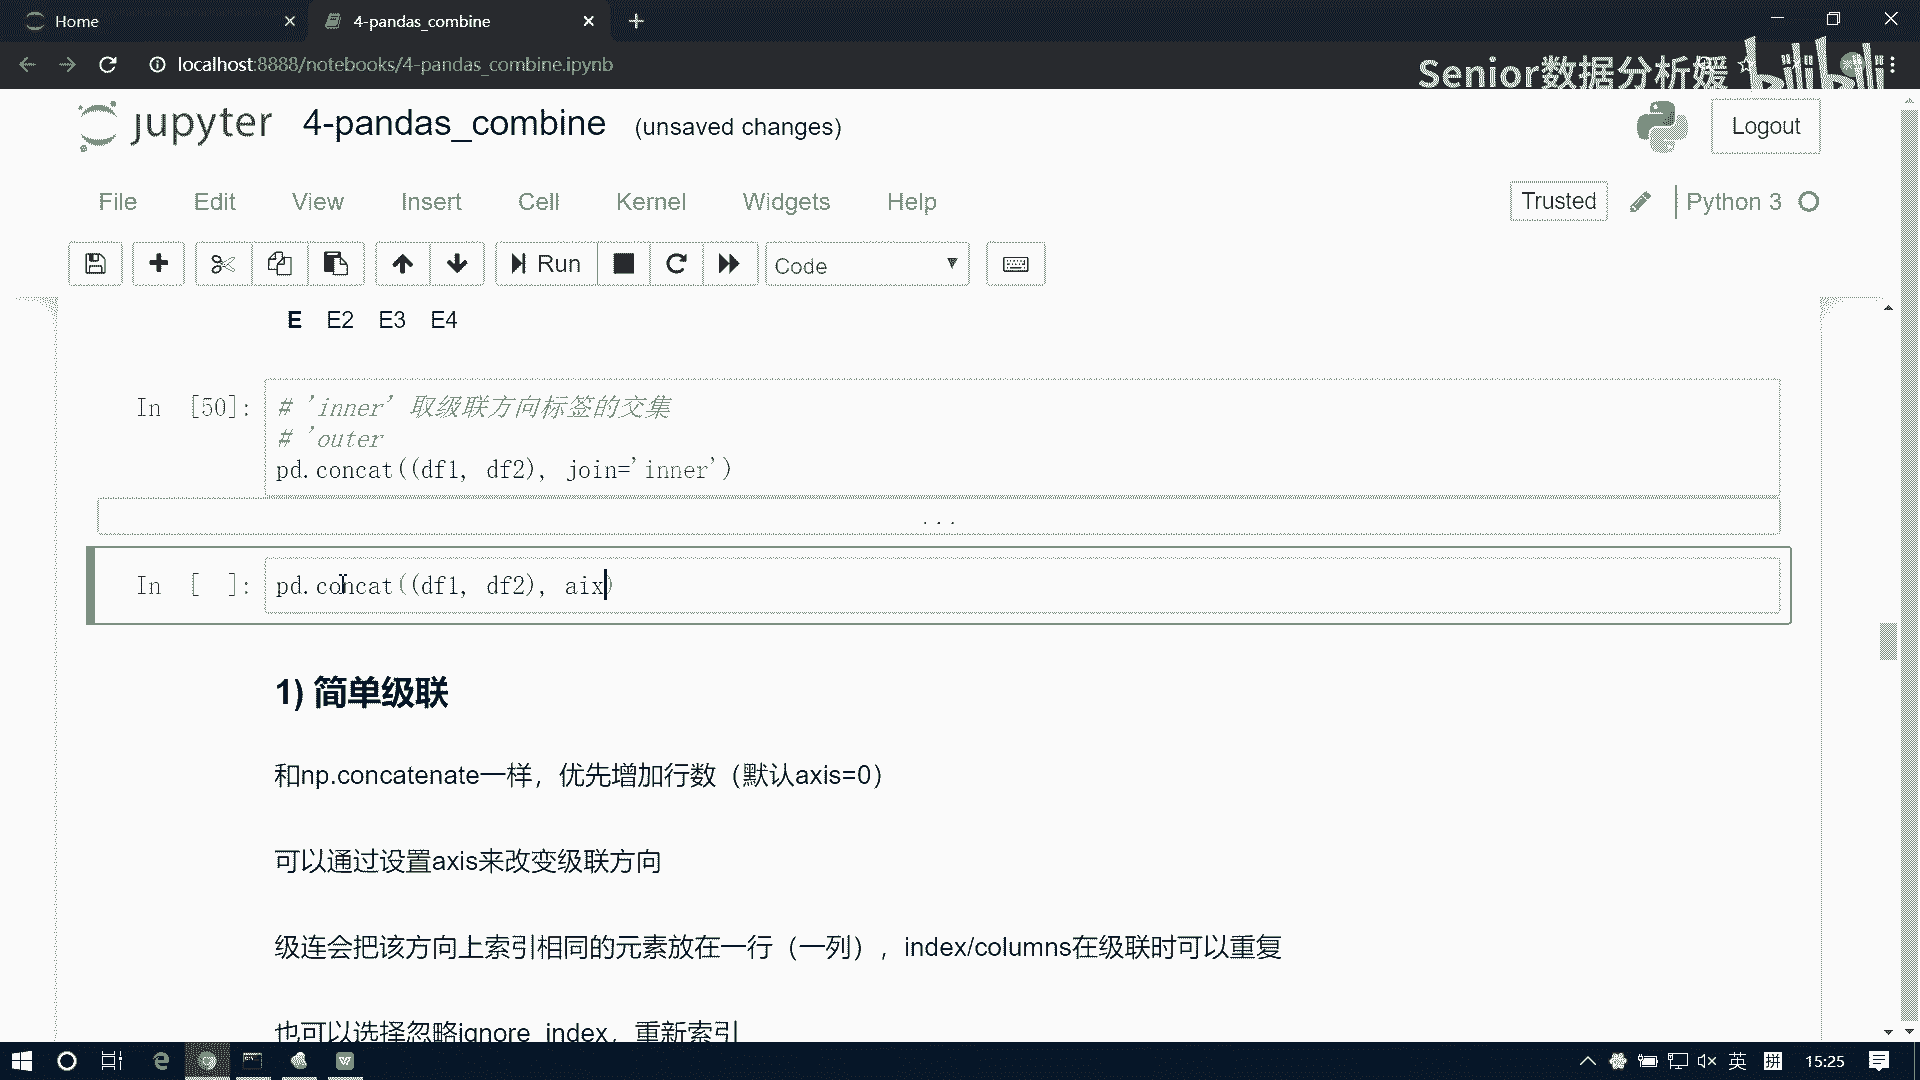 Home
4-pandas_combine
localhost:8888/notebooks/4-pandas_combine.ipynb
Senior数据分析媛
bilibili
jupyter 4-pandas_combine (unsaved changes)
Logout
File Edit View Insert Cell Kernel Widgets Help
Trusted
Python 3
Run
Code
E E2 E3 E4
In [50]:
# 'inner' 取级联方向标签的交集
# 'outer
pd.concat((df1, df2), join='inner')
...
In [ ]:
pd.concat((df1, df2), aix)
1) 简单级联
和np.concatenate一样，优先增加行数（默认axis=0）
可以通过设置axis来改变级联方向
级连会把该方向上索引相同的元素放在一行（一列），index/columns在级联时可以重复
也可以选择忽略ignore_index，重新索引
英
拼
15:25